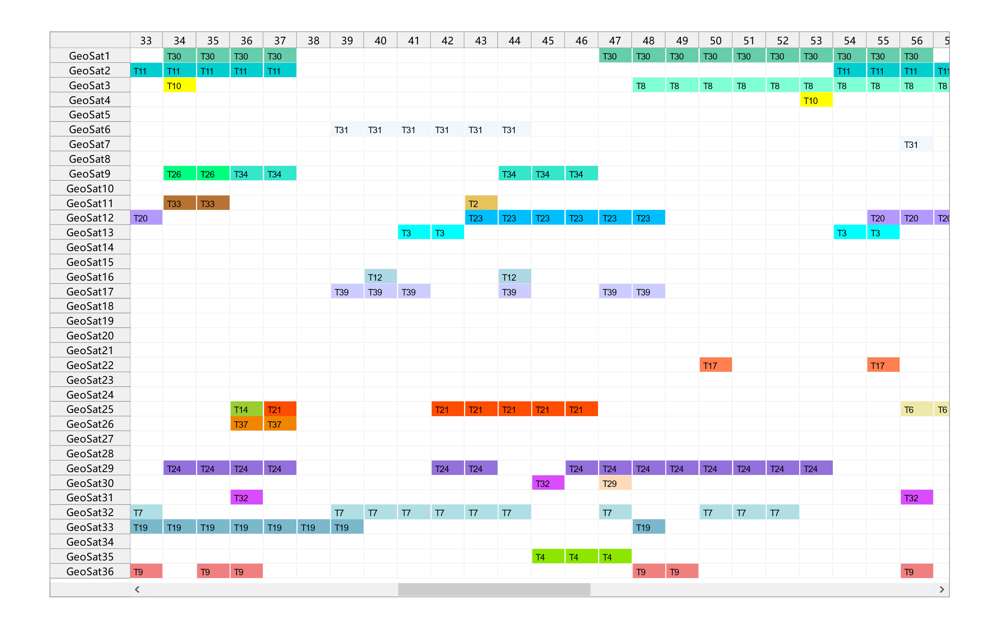 33 34 35 36 37 38 39 40 41 42 43 44 45 46 47 48 49 50 51 52 53 54 55 56 5
GeoSat1 T30 T30 T30 T30 T30 T30 T30 T30 T30 T30 T30 T30 T30 T30
GeoSat2 T11 T11 T11 T11 T11 T11 T11 T11 T11
GeoSat3 T10 T8 T8 T8 T8 T8 T8 T8 T8 T8 T8
GeoSat4 T10
GeoSat5
GeoSat6 T31 T31 T31 T31 T31 T31
GeoSat7 T31
GeoSat8
GeoSat9 T26 T26 T34 T34 T34 T34 T34
GeoSat10
GeoSat11 T33 T33 T2
GeoSat12 T20 T23 T23 T23 T23 T23 T23 T20 T20 T20
GeoSat13 T3 T3 T3 T3
GeoSat14
GeoSat15
GeoSat16 T12 T12
GeoSat17 T39 T39 T39 T39 T39 T39
GeoSat18
GeoSat19
GeoSat20
GeoSat21
GeoSat22 T17 T17
GeoSat23
GeoSat24
GeoSat25 T14 T21 T21 T21 T21 T21 T21 T6 T6
GeoSat26 T37 T37
GeoSat27
GeoSat28
GeoSat29 T24 T24 T24 T24 T24 T24 T24 T24 T24 T24 T24 T24 T24 T24
GeoSat30 T32 T29
GeoSat31 T32 T32
GeoSat32 T7 T7 T7 T7 T7 T7 T7 T7 T7 T7 T7
GeoSat33 T19 T19 T19 T19 T19 T19 T19 T19
GeoSat34
GeoSat35 T4 T4 T4
GeoSat36 T9 T9 T9 T9 T9 T9